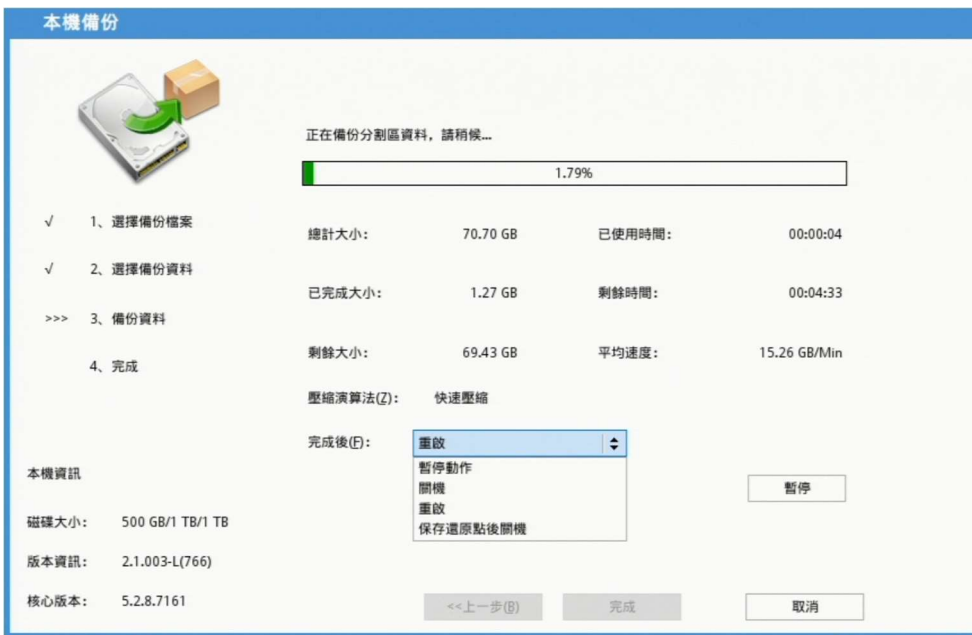 本機備份
正在備份分割區資料，請稍候...
1.79%
√ 1、選擇備份檔案
√ 2、選擇備份資料
>>> 3、備份資料
4、完成
總計大小: 70.70 GB 已使用時間: 00:00:04
已完成大小: 1.27 GB 剩餘時間: 00:04:33
剩餘大小: 69.43 GB 平均速度: 15.26 GB/Min
壓縮演算法(Z): 快速壓縮
完成後(F): 重啟
暫停動作
關機
重啟
保存還原點後關機
暫停
本機資訊
磁碟大小: 500 GB/1 TB/1 TB
版本資訊: 2.1.003-L(766)
核心版本: 5.2.8.7161
<<上一步(B) 完成 取消